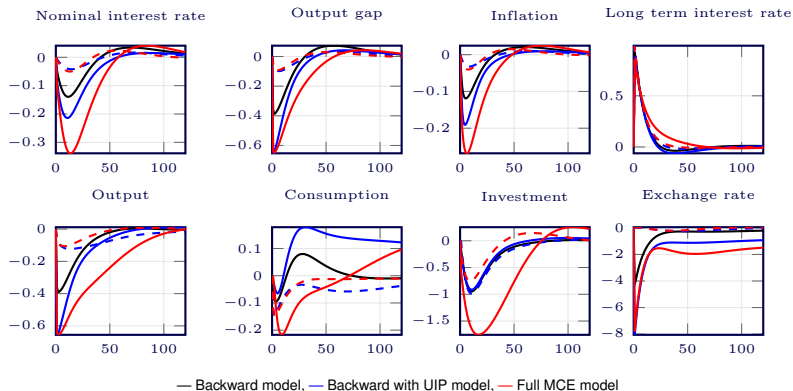 Nominal interest rate
Output gap
Inflation
Long term interest rate
0
−0.1
−0.2
−0.3
0 50 100
0
−0.2
−0.4
−0.6
0 50 100
0
−0.1
−0.2
0 50 100
0.5
0
0 50 100
Output
Consumption
Investment
Exchange rate
0
−0.2
−0.4
−0.6
0 50 100
0.1
0
−0.1
−0.2
0 50 100
0
−0.5
−1
−1.5
0 50 100
0
−2
−4
−6
−8
0 50 100
— Backward model, — Backward with UIP model, — Full MCE model